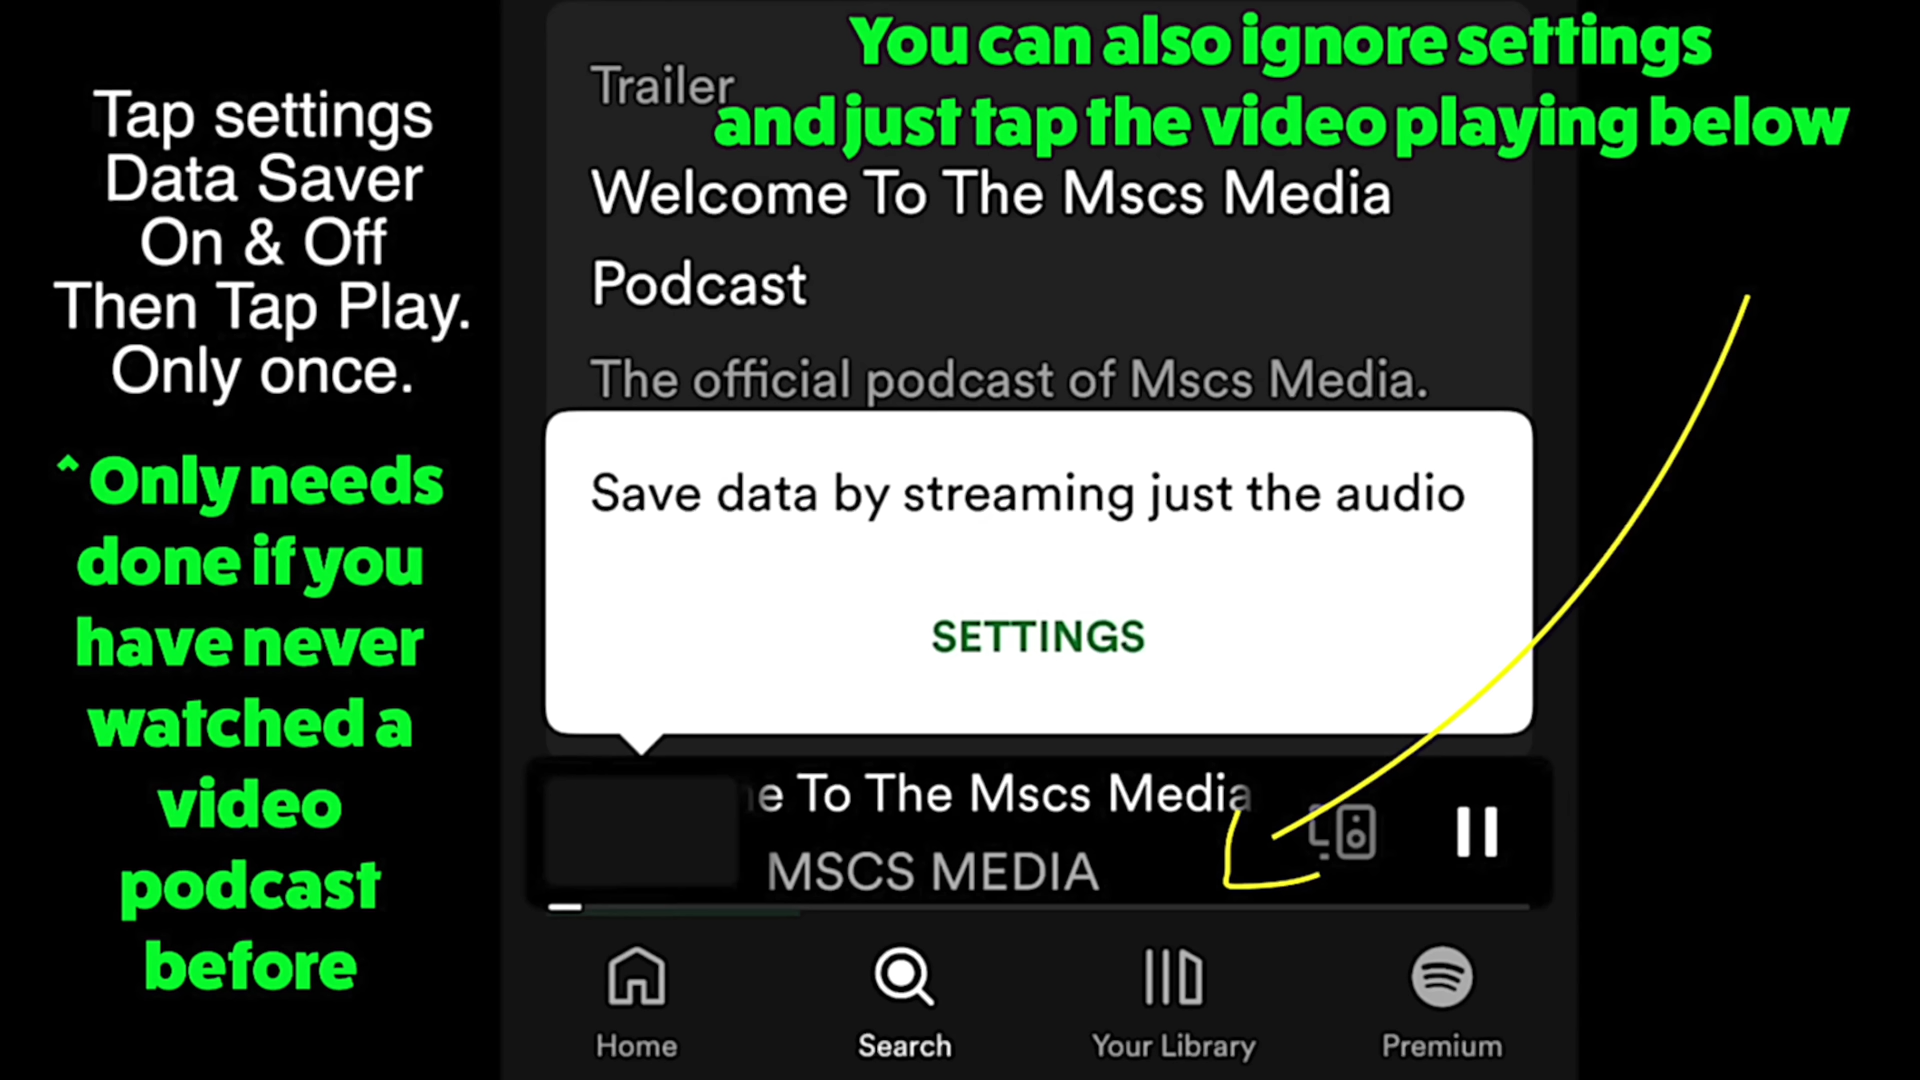 Tap settings
Data Saver
On & Off
Then Tap Play.
Only once.
^ Only needs
done if you
have never
watched a
video
podcast
before
You can also ignore settings
and just tap the video playing below
Trailer
Welcome To The Mscs Media
Podcast
The official podcast of Mscs Media.
Save data by streaming just the audio
SETTINGS
e To The Mscs Media
MSCS MEDIA
Home
Search
Your Library
Premium